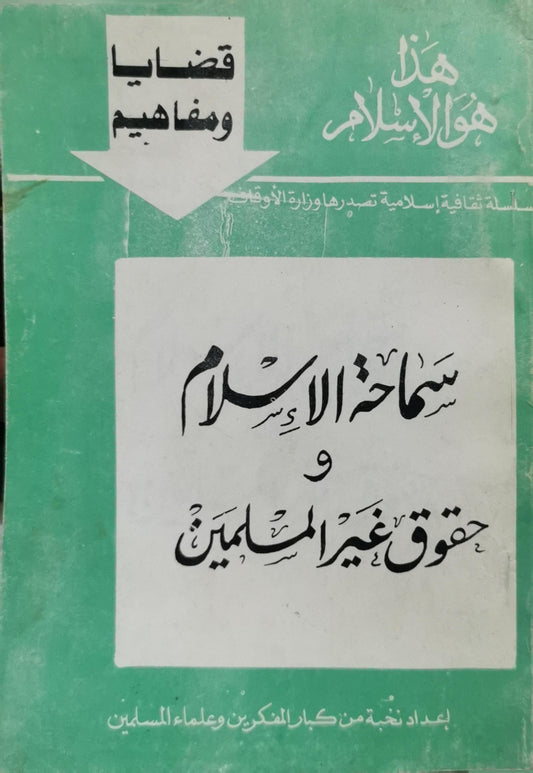 هذا
هو الإسلام
قضايا
ومفاهيم
سلسلة ثقافية إسلامية تصدرها وزارة الأوقاف
سماحة الإسلام
و
حقوق غير المسلمين
إعداد نخبة من كبار المفكرين وعلماء المسلمين